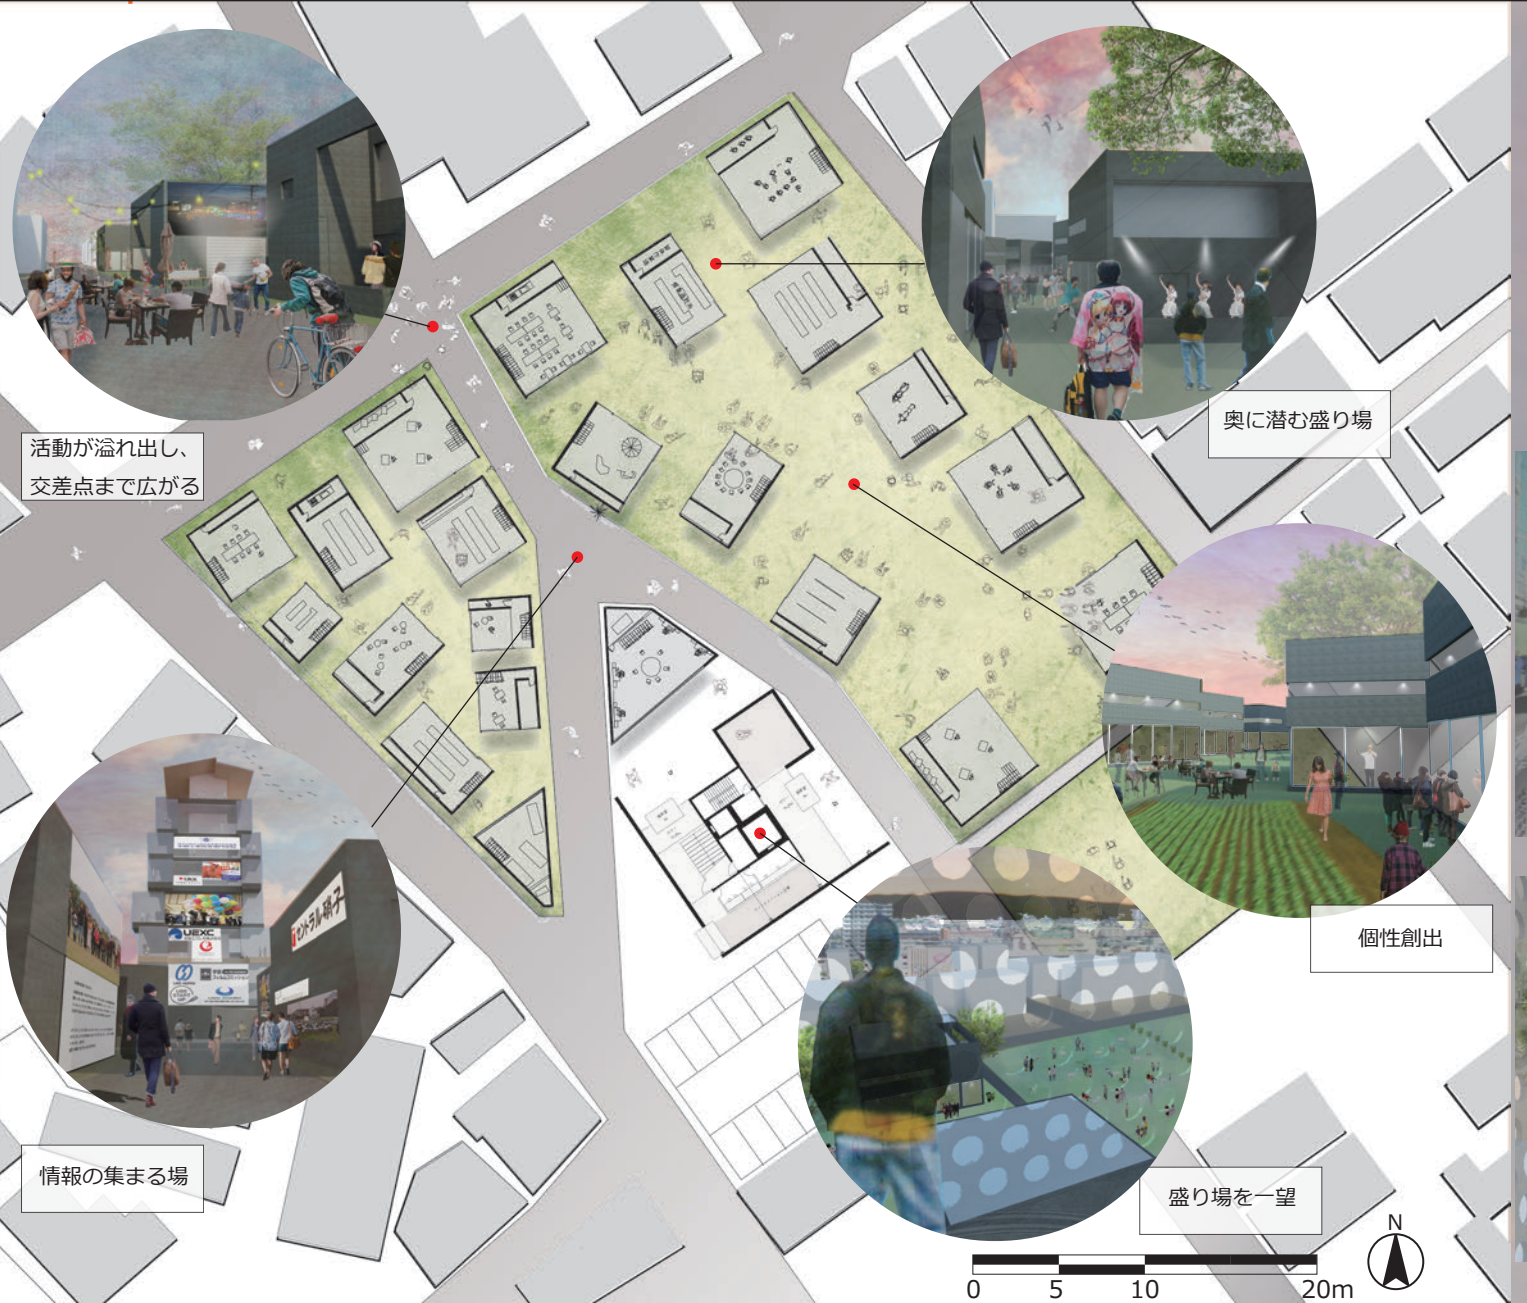 活動が溢れ出し、
交差点まで広がる
奥に潜む盛り場
個性創出
情報の集まる場
盛り場を一望
UEXC
セントラル硝子
N
0 5 10 20m